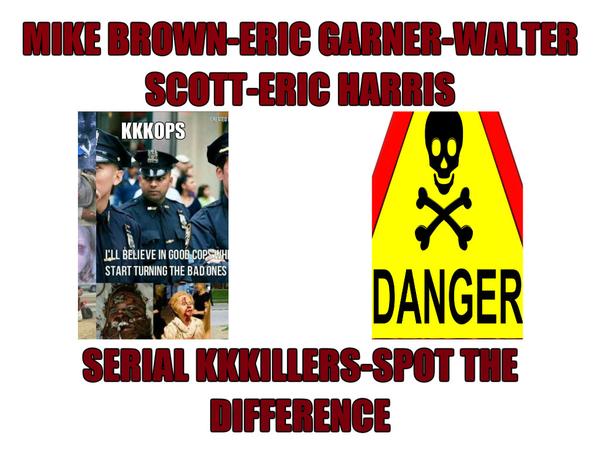 MIKE BROWN-ERIC GARNER-WALTER
SCOTT-ERIC HARRIS
KKKOPS
I'LL BELIEVE IN GOOD COPS WH
START TURNING THE BAD ONES
DANGER
SERIAL KKKILLERS-SPOT THE
DIFFERENCE